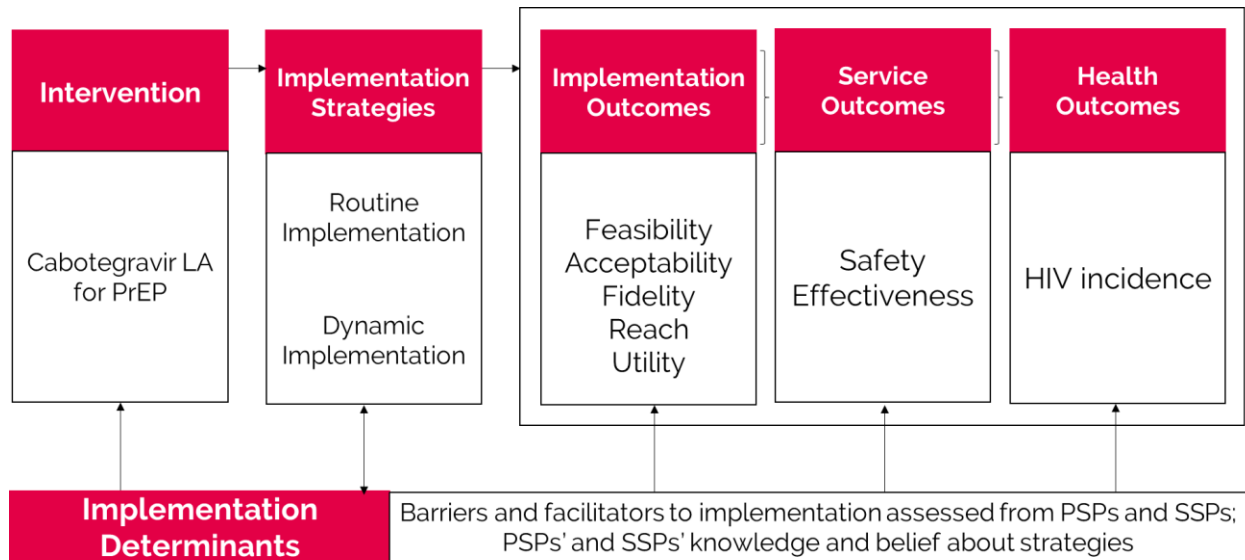 Intervention
Cabotegravir LA
for PrEP
Implementation
Strategies
Routine
Implementation
Dynamic
Implementation
Implementation
Outcomes
Feasibility
Acceptability
Fidelity
Reach
Utility
Service
Outcomes
Safety
Effectiveness
Health
Outcomes
HIV incidence
Implementation
Determinants
Barriers and facilitators to implementation assessed from PSPs and SSPs;
PSPs' and SSPs' knowledge and belief about strategies